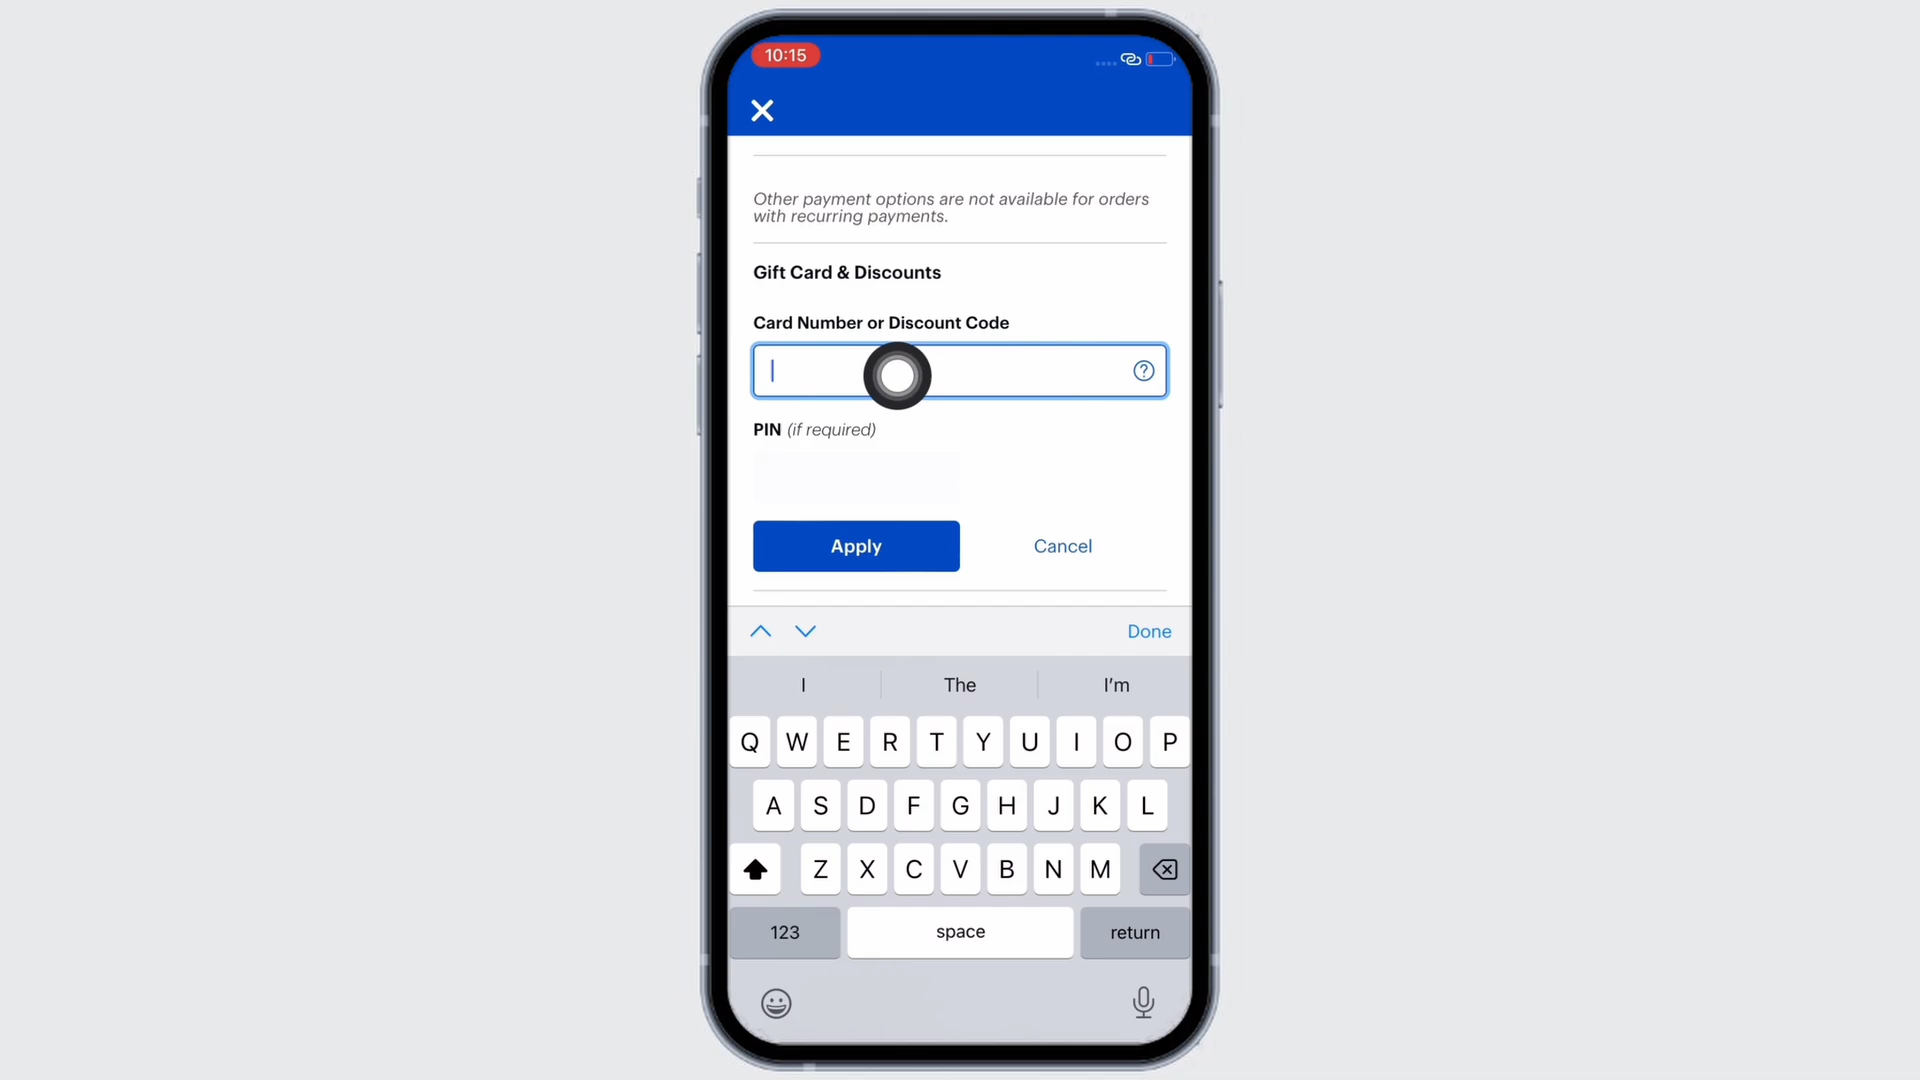 10:15
Other payment options are not available for orders
with recurring payments.
Gift Card & Discounts
Card Number or Discount Code
PIN (if required)
Apply
Cancel
Done
I
The
I'm
Q W E R T Y U I O P
A S D F G H J K L
Z X C V B N M
123
space
return